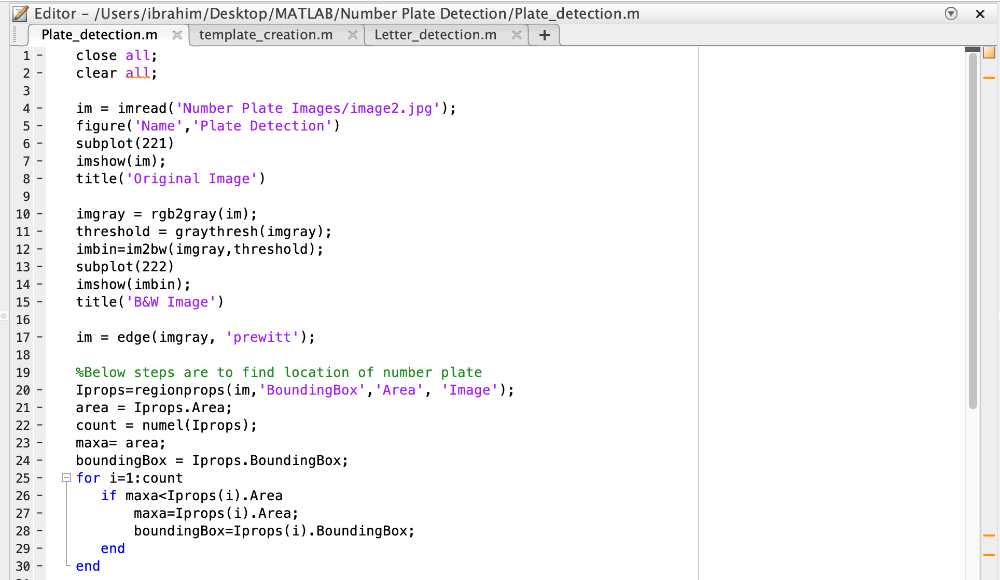 Editor – /Users/ibrahim/Desktop/MATLAB/Number Plate Detection/Plate_detection.m
Plate_detection.m template_creation.m Letter_detection.m +
1 – close all;
2 – clear all;
3
4 – im = imread('Number Plate Images/image2.jpg');
5 – figure('Name','Plate Detection')
6 – subplot(221)
7 – imshow(im);
8 – title('Original Image')
9
10 – imgray = rgb2gray(im);
11 – threshold = graythresh(imgray);
12 – imbin=im2bw(imgray,threshold);
13 – subplot(222)
14 – imshow(imbin);
15 – title('B&W Image')
16
17 – im = edge(imgray, 'prewitt');
18
19 %Below steps are to find location of number plate
20 – Iprops=regionprops(im,'BoundingBox','Area', 'Image');
21 – area = Iprops.Area;
22 – count = numel(Iprops);
23 – maxa= area;
24 – boundingBox = Iprops.BoundingBox;
25 – for i=1:count
26 – if maxa<Iprops(i).Area
27 – maxa=Iprops(i).Area;
28 – boundingBox=Iprops(i).BoundingBox;
29 – end
30 – end